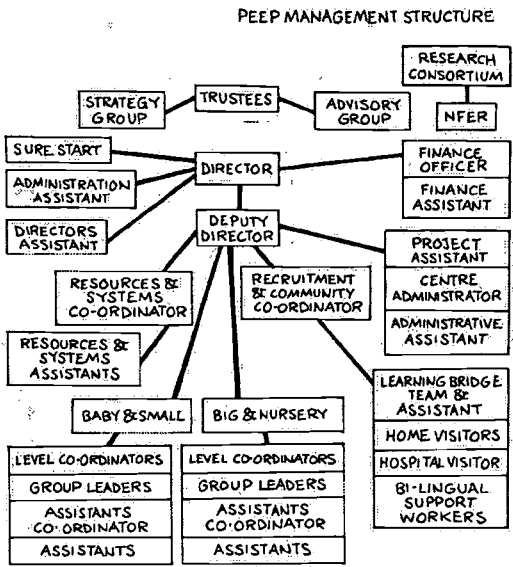 PEEP MANAGEMENT STRUCTURE
RESEARCH
CONSORTIUM
NFER
STRATEGY
GROUP
TRUSTEES
ADVISORY
GROUP
SURE START
ADMINISTRATION
ASSISTANT
DIRECTORS
ASSISTANT
DIRECTOR
FINANCE
OFFICER
FINANCE
ASSISTANT
DEPUTY
DIRECTOR
PROJECT
ASSISTANT
CENTRE
ADMINISTRATOR
ADMINISTRATIVE
ASSISTANT
RESOURCES &
SYSTEMS
CO-ORDINATOR
RECRUITMENT
& COMMUNITY
CO-ORDINATOR
RESOURCES &
SYSTEMS
ASSISTANTS
LEARNING BRIDGE
TEAM &
ASSISTANT
HOME VISITORS
HOSPITAL VISITOR
BI-LINGUAL
SUPPORT
WORKERS
BABY & SMALL
BIG & NURSERY
LEVEL CO-ORDINATORS
GROUP LEADERS
ASSISTANTS
CO-ORDINATOR
ASSISTANTS
LEVEL CO-ORDINATORS
GROUP LEADERS
ASSISTANTS
CO-ORDINATOR
ASSISTANTS